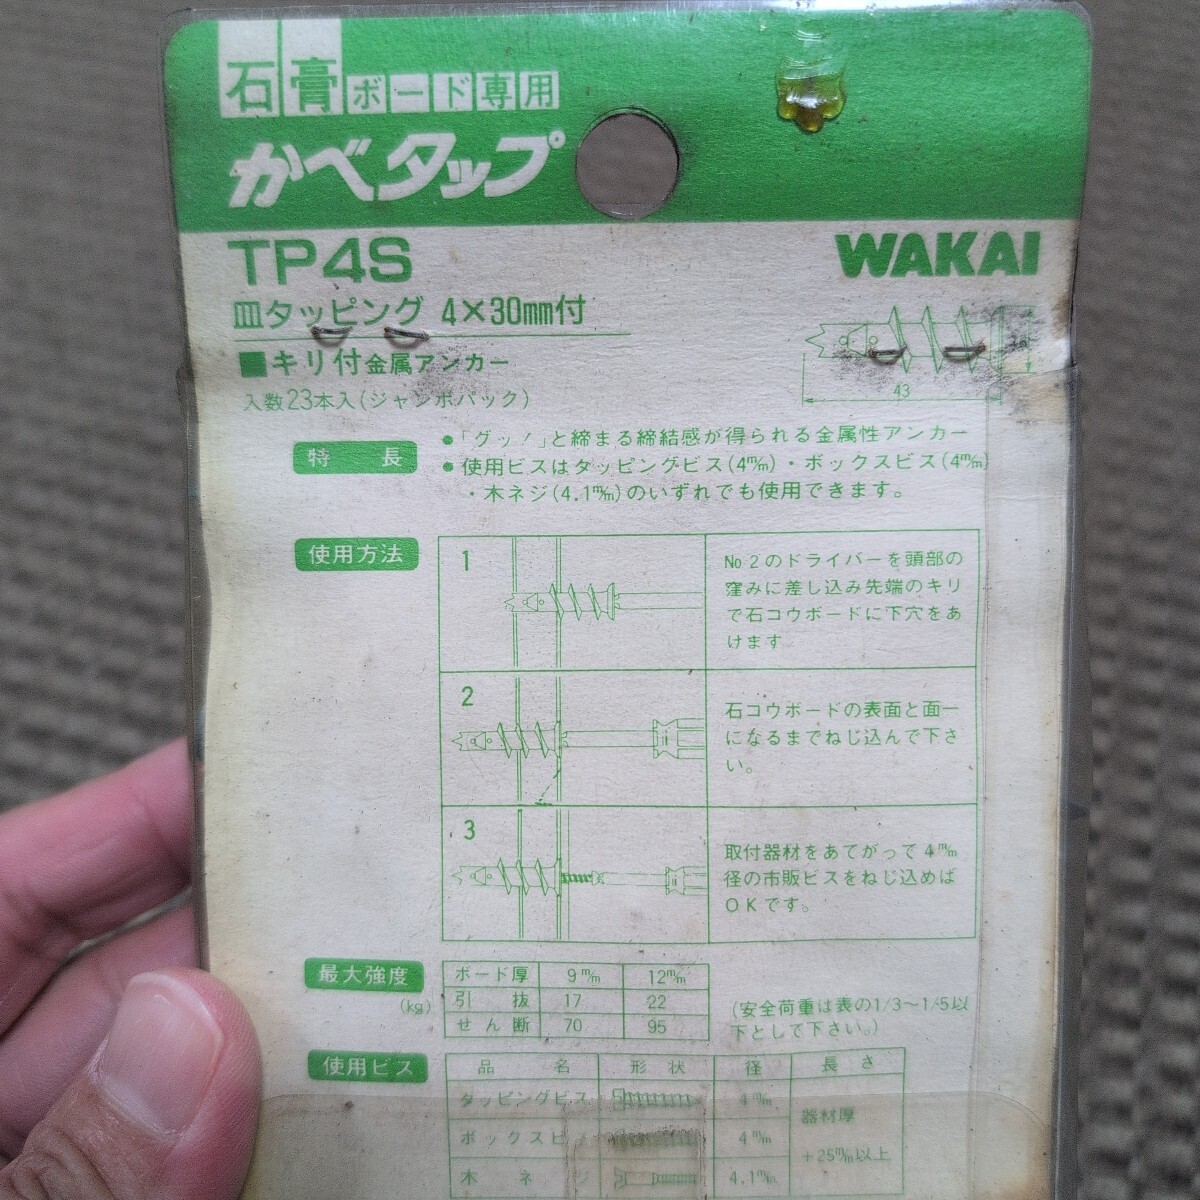 石膏ボード専用
かべタップ
TP4S
WAKAI
皿タッピング 4×30mm付
■キリ付金属アンカー
入数23本入(ジャンボパック)
43
特長
●「グッ!」と締まる締結感が得られる金属性アンカー
●使用ビスはタッピングビス(4m/m)・ボックスビス(4m/m)
・木ネジ(4.1m/m)のいずれでも使用できます。
使用方法
1
No.2のドライバーを頭部の
窪みに差し込み先端のキリ
で石コウボードに下穴をあ
けます
2
石コウボードの表面と面一
になるまでねじ込んで下さ
い。
3
取付器材をあてがって4m/m
径の市販ビスをねじ込めば
OKです。
最大強度
(kg)
ボード厚 9m/m 12m/m
引抜 17 22
せん断 70 95
(安全荷重は表の1/3~1/5以
下として下さい。)
使用ビス
品名 形状 径 長さ
タッピングビス 4m/m
ボックスビス 4m/m
木ネジ 4.1m/m
器材厚
+25m/m以上